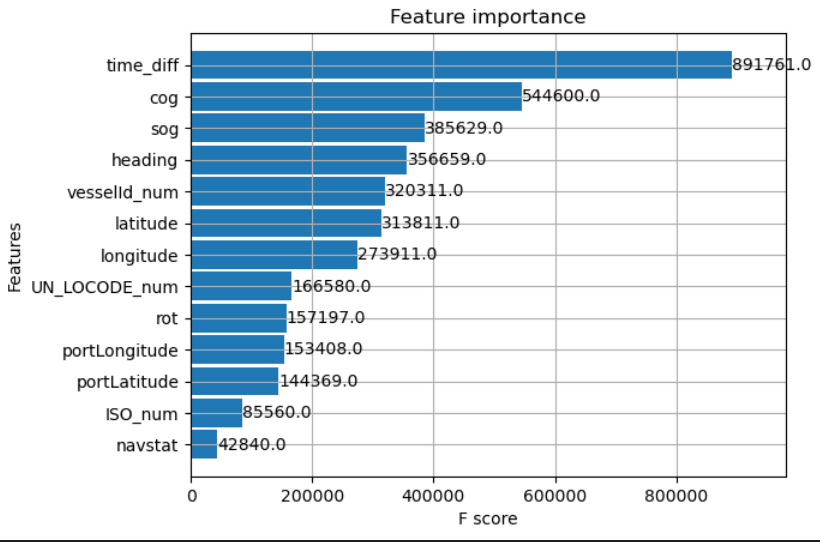 Feature importance
Features
time_diff 891761.0
cog 544600.0
sog 385629.0
heading 356659.0
vesselId_num 320311.0
latitude 313811.0
longitude 273911.0
UN_LOCODE_num 166580.0
rot 157197.0
portLongitude 153408.0
portLatitude 144369.0
ISO_num 85560.0
navstat 42840.0
0 200000 400000 600000 800000
F score